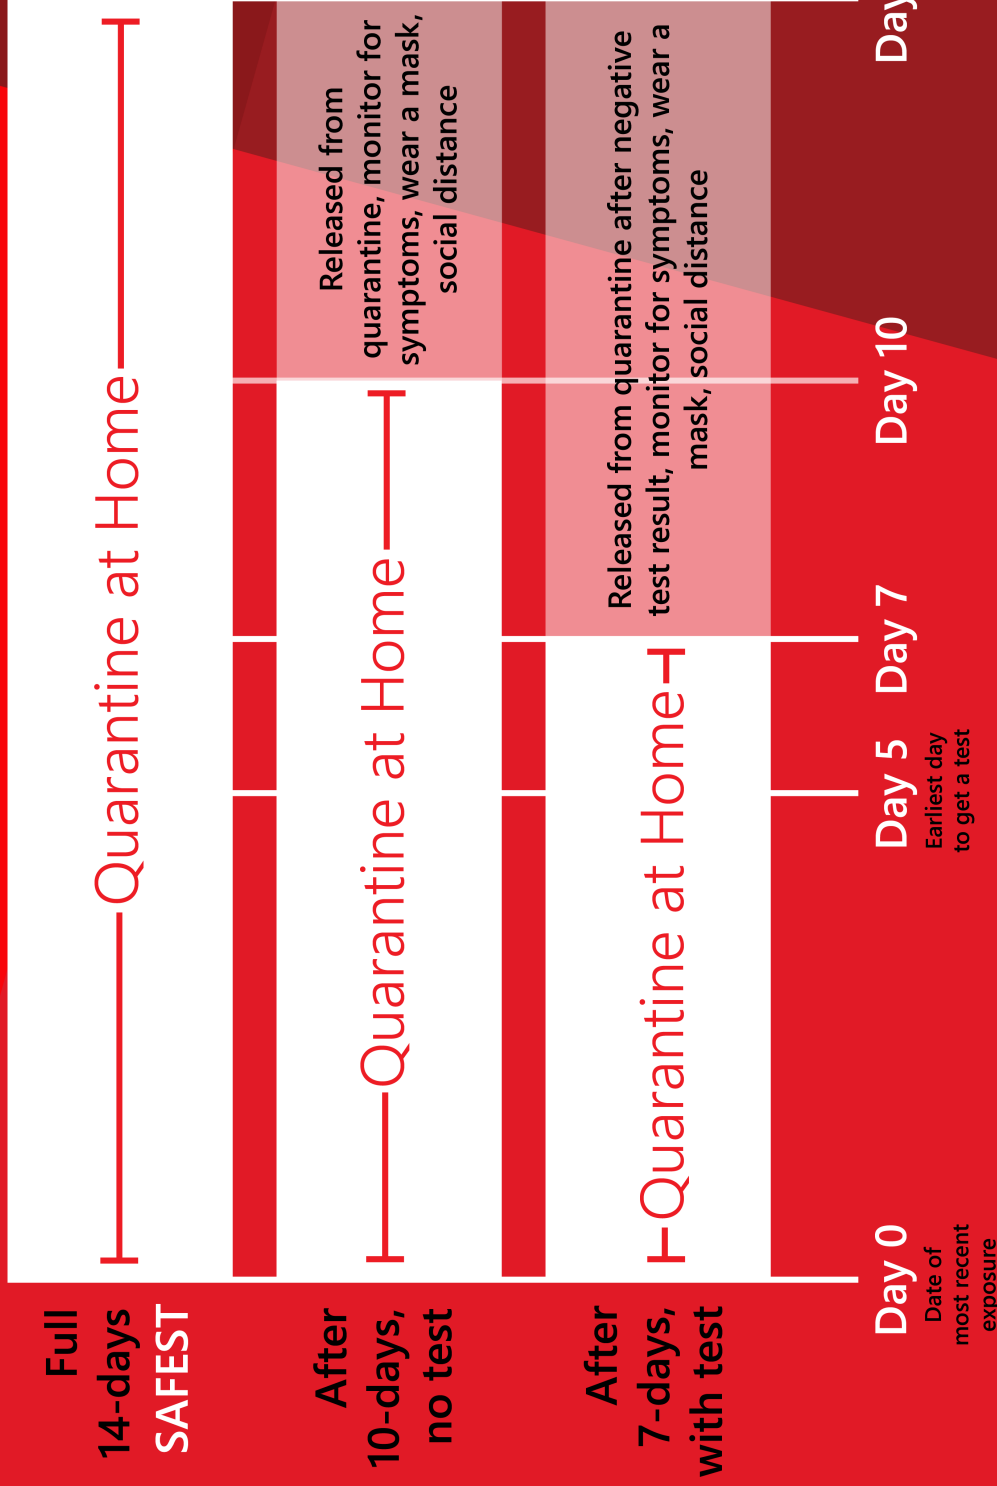 Full
14-days
SAFEST
Quarantine at Home
After
10-days,
no test
Quarantine at Home
Released from
quarantine, monitor for
symptoms, wear a mask,
social distance
After
7-days,
with test
Quarantine at Home
Released from quarantine after negative
test result, monitor for symptoms, wear a
mask, social distance
Day 0
Date of
most recent
exposure
Day 5
Earliest day
to get a test
Day 7
Day 10
Day